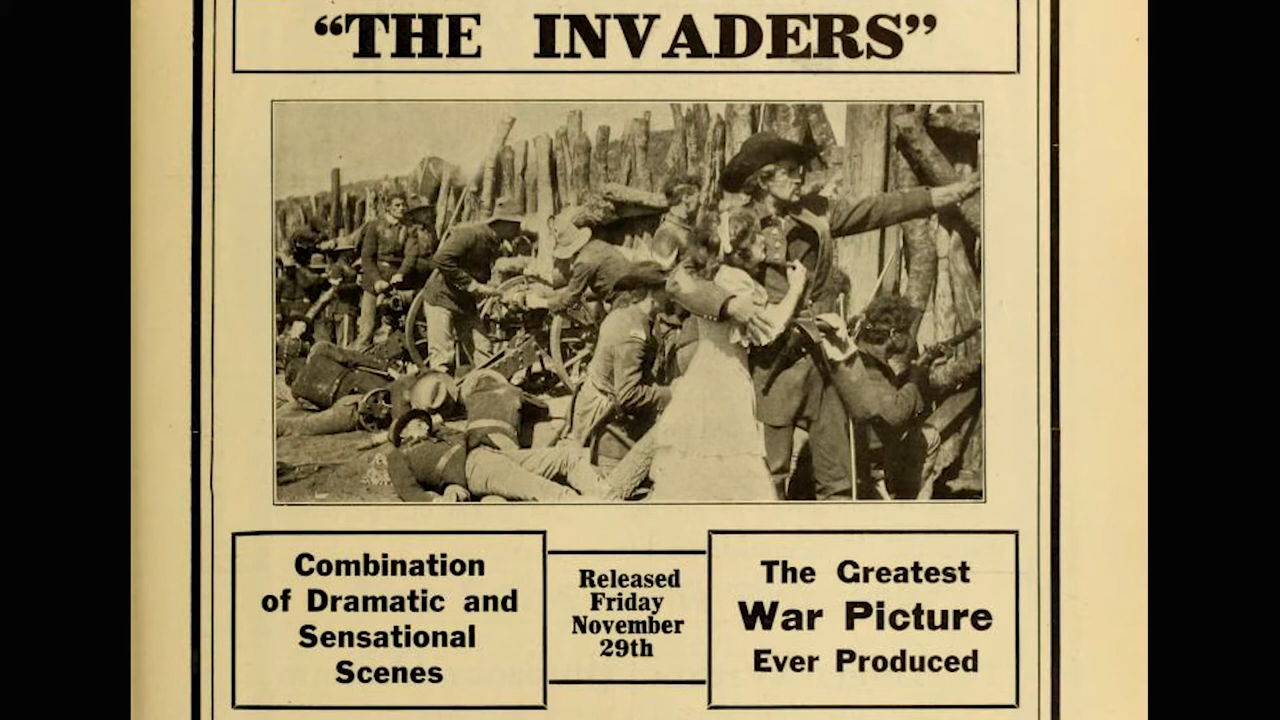 “THE INVADERS”
Combination
of Dramatic and
Sensational
Scenes
Released
Friday
November
29th
The Greatest
War Picture
Ever Produced